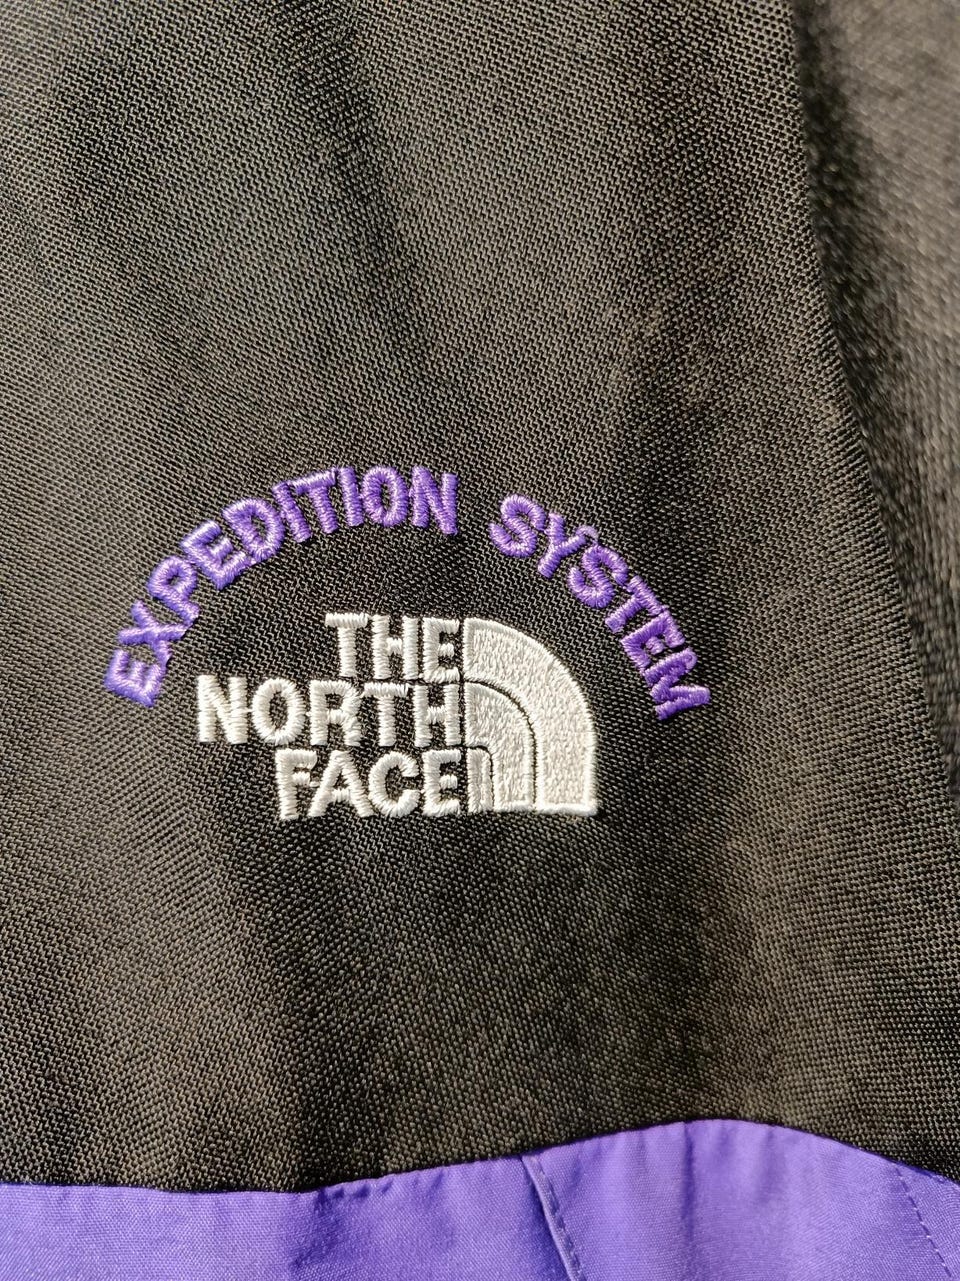 EXPEDITION SYSTEM
THE
NORTH
FACE